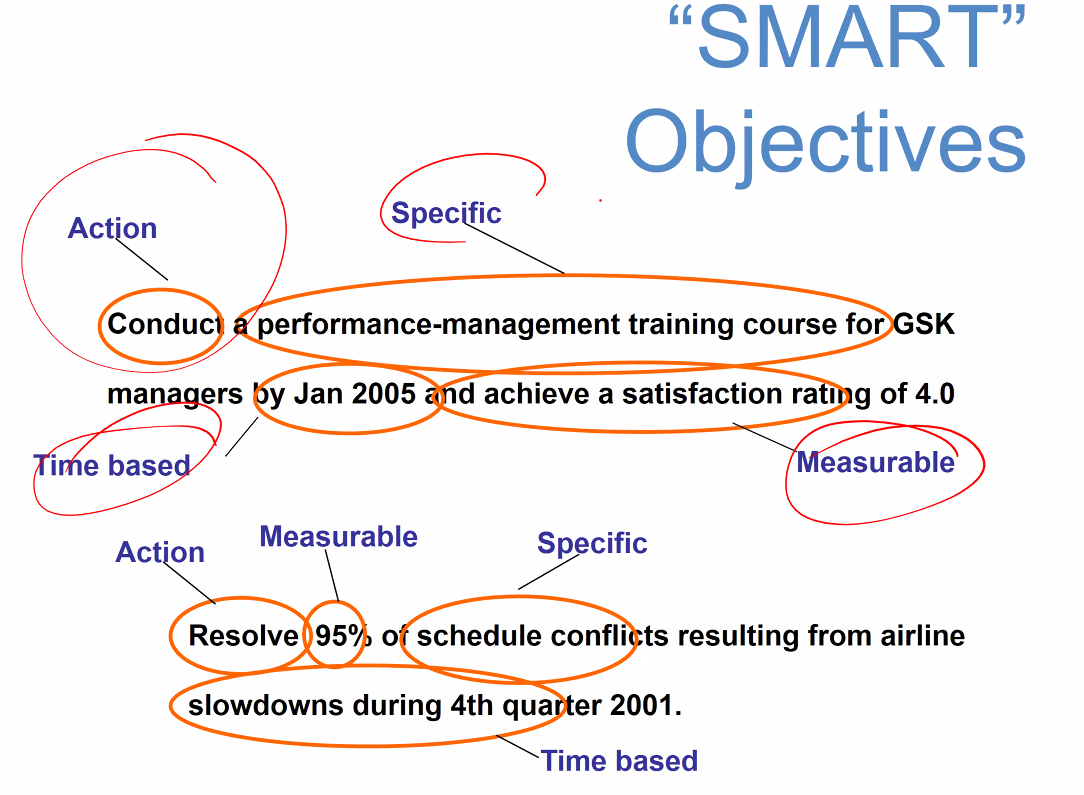 “SMART”
Objectives
Specific
Action
Conduct a performance-management training course for GSK
managers by Jan 2005 and achieve a satisfaction rating of 4.0
Time based
Measurable
Measurable
Specific
Action
Resolve 95% of schedule conflicts resulting from airline
slowdowns during 4th quarter 2001.
Time based